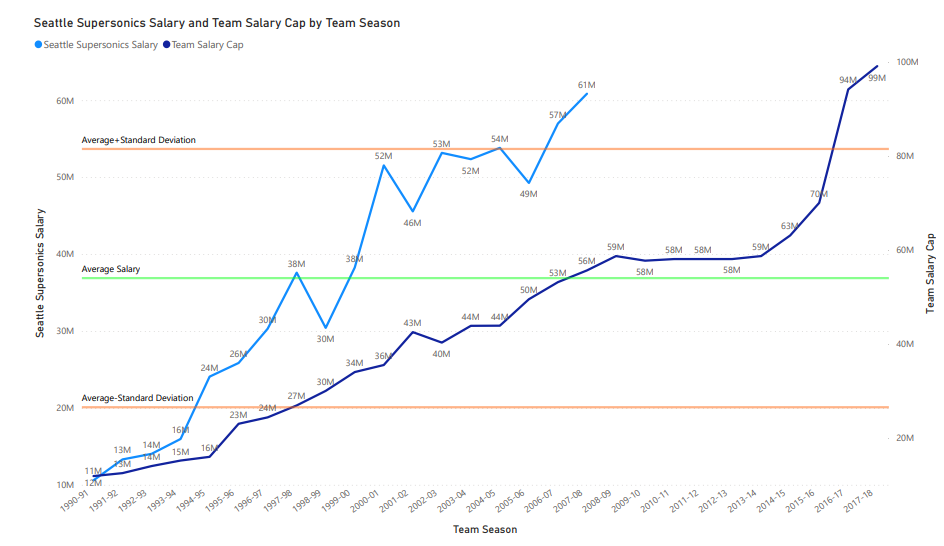 Seattle Supersonics Salary and Team Salary Cap by Team Season
Seattle Supersonics Salary Team Salary Cap
100M
94M
99M
61M
60M
57M
Average+Standard Deviation
54M
53M
52M
80M
52M
50M
49M
70M
46M
63M
Seattle Supersonics Salary
Team Salary Cap
59M
59M
58M
58M
60M
40M
38M
38M
56M
53M
58M
58M
Average Salary
50M
43M
44M
44M
30M
30M
30M
40M
36M
34M
40M
30M
26M
24M
27M
Average-Standard Deviation
20M
24M
23M
20M
16M
16M
15M
14M
14M
13M
13M
11M
12M
10M
1990-91
1991-92
1992-93
1993-94
1994-95
1995-96
1996-97
1997-98
1998-99
1999-00
2000-01
2001-02
2002-03
2003-04
2004-05
2005-06
2006-07
2007-08
2008-09
2009-10
2010-11
2011-12
2012-13
2013-14
2014-15
2015-16
2016-17
2017-18
Team Season